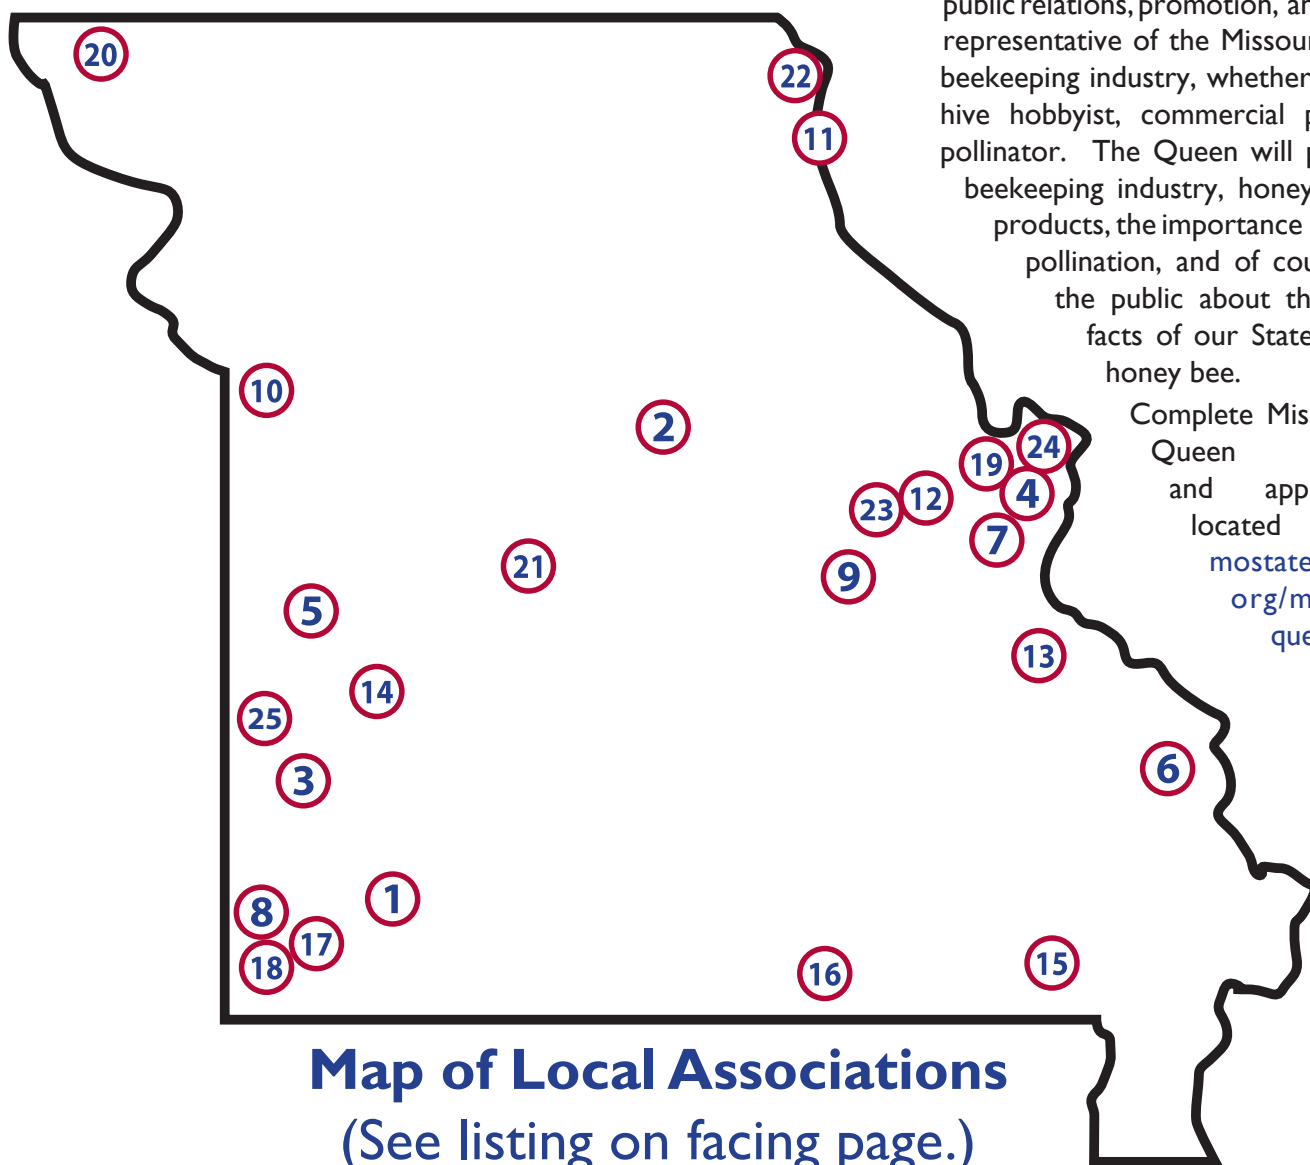 public relations, promotion, an
representative of the Missour
beekeeping industry, whether
hive hobbyist, commercial p
pollinator. The Queen will p
beekeeping industry, honey
products, the importance
pollination, and of cou
the public about th
facts of our State
honey bee.
Complete Mis
Queen
and app
located
mostate
org/m
que
20
22
11
10
2
24
19
4
12
23
7
21
9
5
13
14
25
6
3
1
8
17
18
16
15
Map of Local Associations
(See listing on facing page.)